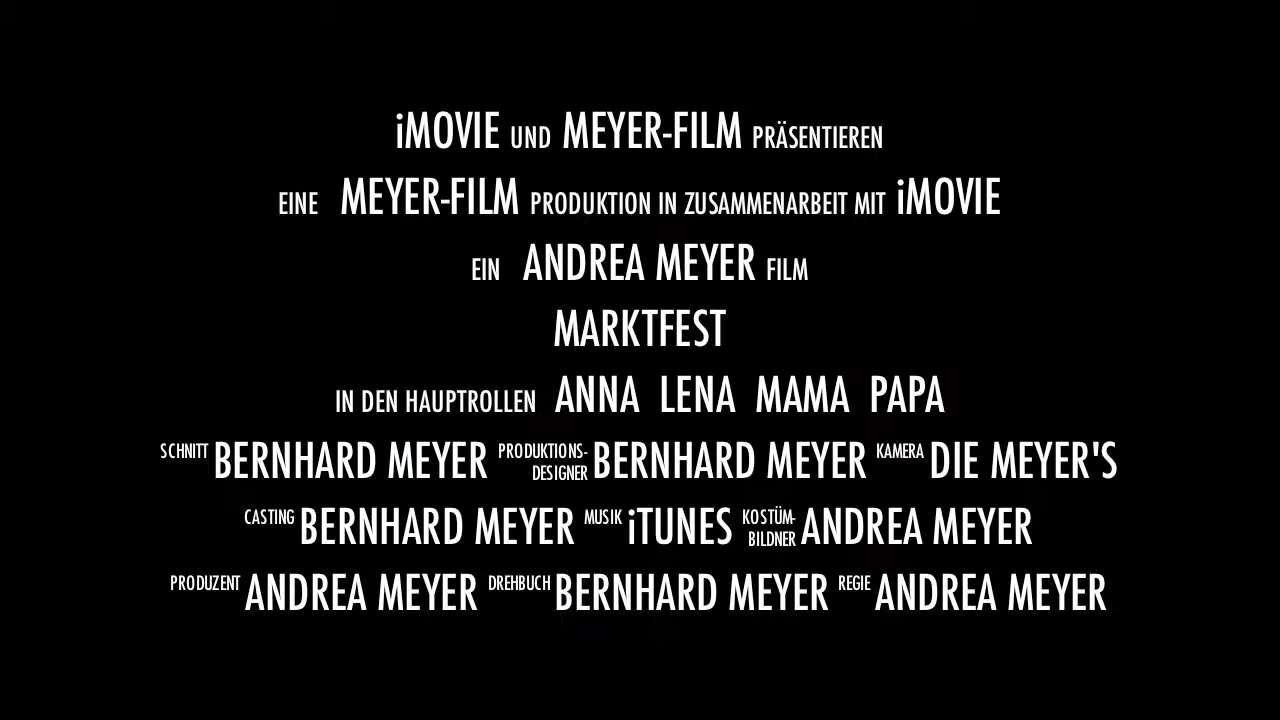 iMOVIE UND MEYER-FILM PRÄSENTIEREN
EINE MEYER-FILM PRODUKTION IN ZUSAMMENARBEIT MIT iMOVIE
EIN ANDREA MEYER FILM
MARKTFEST
IN DEN HAUPTROLLEN ANNA LENA MAMA PAPA
SCHNITT BERNHARD MEYER PRODUKTIONS-DESIGNER BERNHARD MEYER KAMERA DIE MEYER'S
CASTING BERNHARD MEYER MUSIK iTUNES KOSTÜM-BILDNER ANDREA MEYER
PRODUZENT ANDREA MEYER DREHBUCH BERNHARD MEYER REGIE ANDREA MEYER